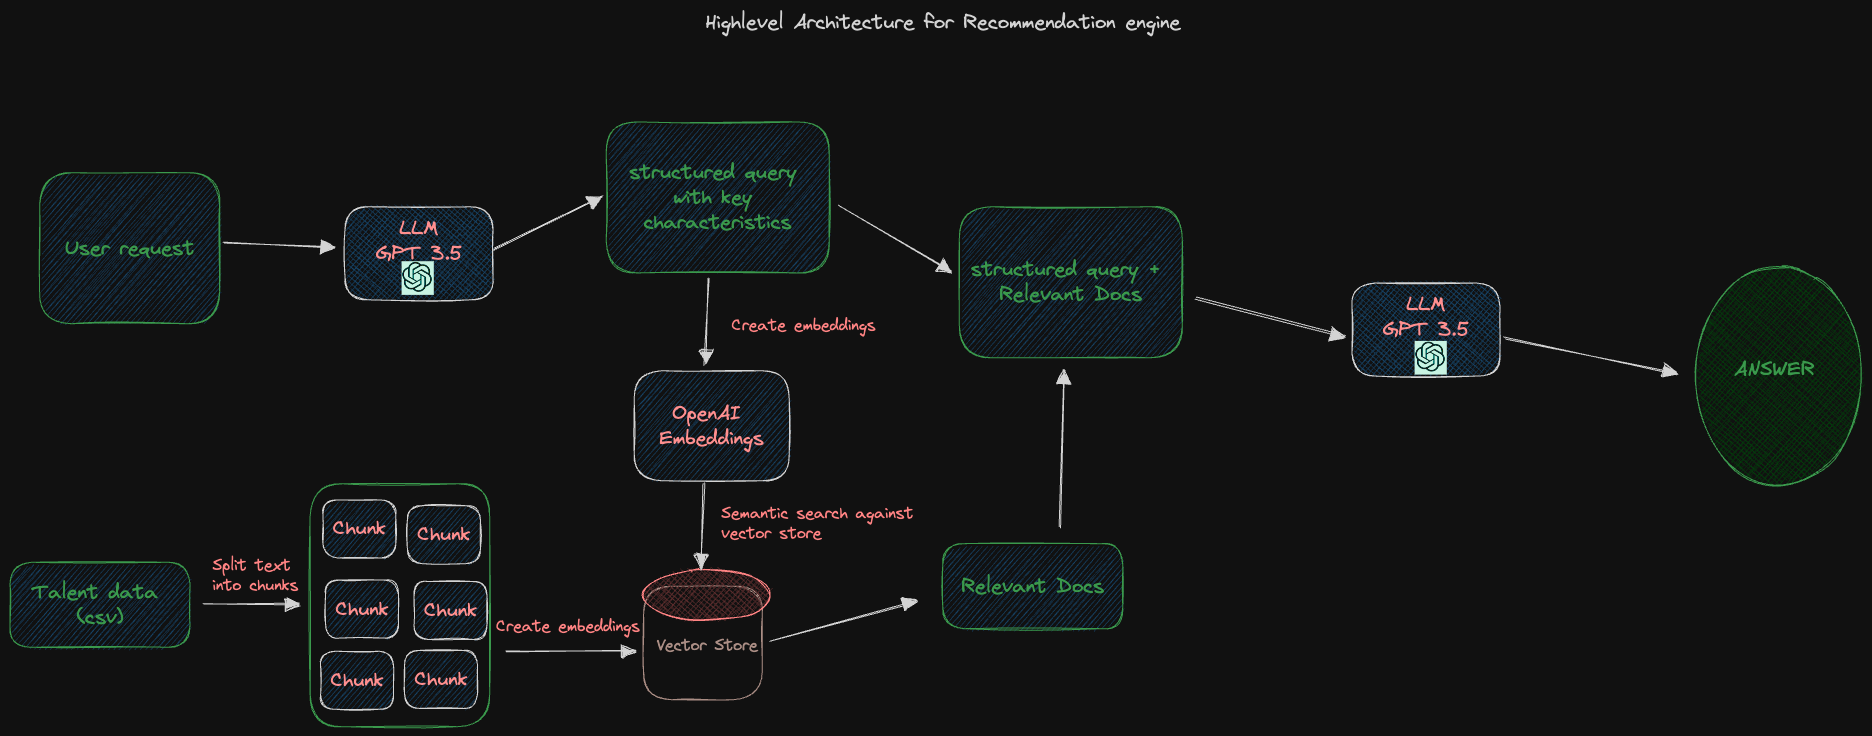 Highlevel Architecture for Recommendation engine
User request
LLM
GPT 3.5
structured query
with key
characteristics
structured query +
Relevant Docs
LLM
GPT 3.5
ANSWER
Create embeddings
OpenAI
Embeddings
Semantic search against
vector store
Talent data
(csv)
Split text
into chunks
Chunk
Chunk
Chunk
Chunk
Chunk
Chunk
Create embeddings
Vector Store
Relevant Docs